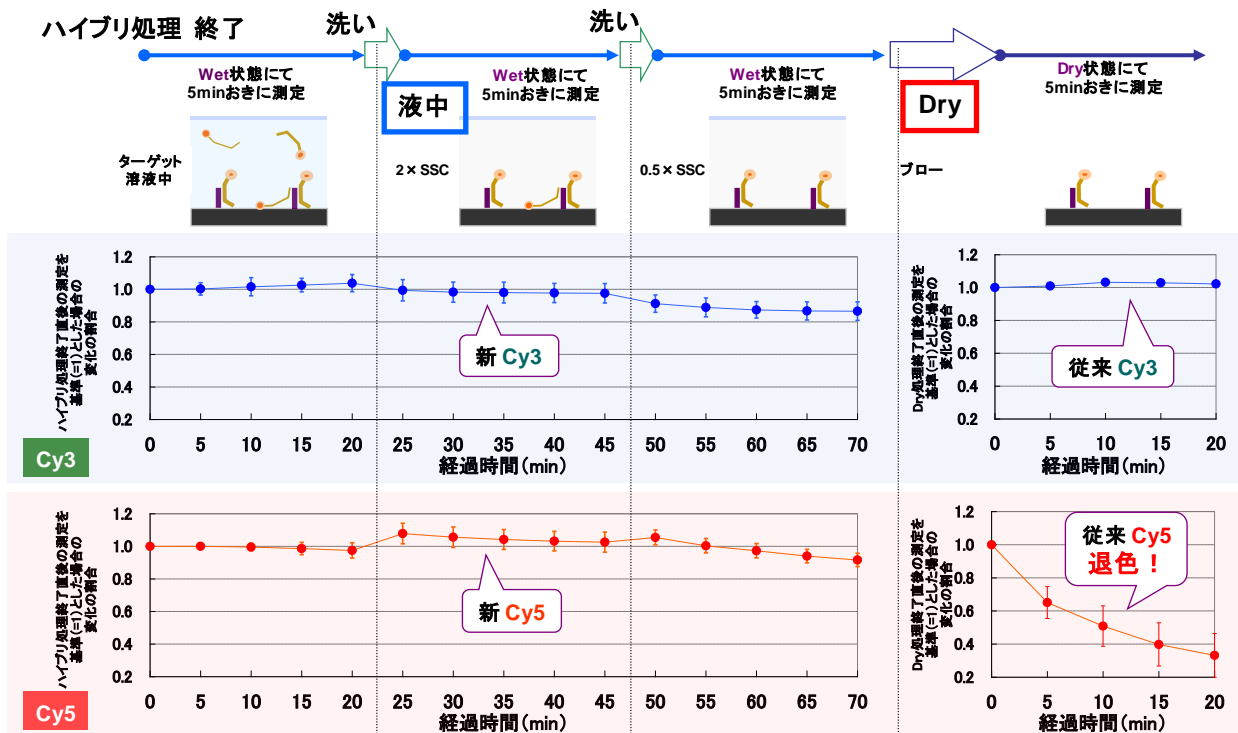 ハイブリ処理 終了
洗い
洗い
Wet状態にて
5minおきに測定
液中
Wet状態にて
5minおきに測定
Wet状態にて
5minおきに測定
Dry
Dry状態にて
5minおきに測定
ターゲット
溶液中
2×SSC
0.5×SSC
ブロー
ハイブリ処理終了直後の測定を
基準(=1)とした場合の
変化の割合
1.2
1.0
0.8
0.6
0.4
0.2
新 Cy3
0 5 10 15 20 25 30 35 40 45 50 55 60 65 70
経過時間(min)
Cy3
Dry処理終了直後の測定を
基準(=1)とした場合の
変化の割合
1.2
1.0
0.8
0.6
0.4
0.2
従来 Cy3
0 5 10 15 20
経過時間(min)
ハイブリ処理終了直後の測定を
基準(=1)とした場合の
変化の割合
1.2
1.0
0.8
0.6
0.4
0.2
新 Cy5
0 5 10 15 20 25 30 35 40 45 50 55 60 65 70
経過時間(min)
Cy5
Dry処理終了直後の測定を
基準(=1)とした場合の
変化の割合
1.2
1.0
0.8
0.6
0.4
0.2
従来 Cy5
退色！
0 5 10 15 20
経過時間(min)